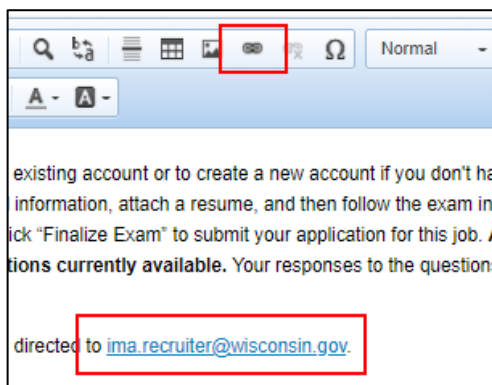 Normal
existing account or to create a new account if you don't ha
information, attach a resume, and then follow the exam in
ick “Finalize Exam” to submit your application for this job.
tions currently available. Your responses to the questions
directed to ima.recruiter@wisconsin.gov.